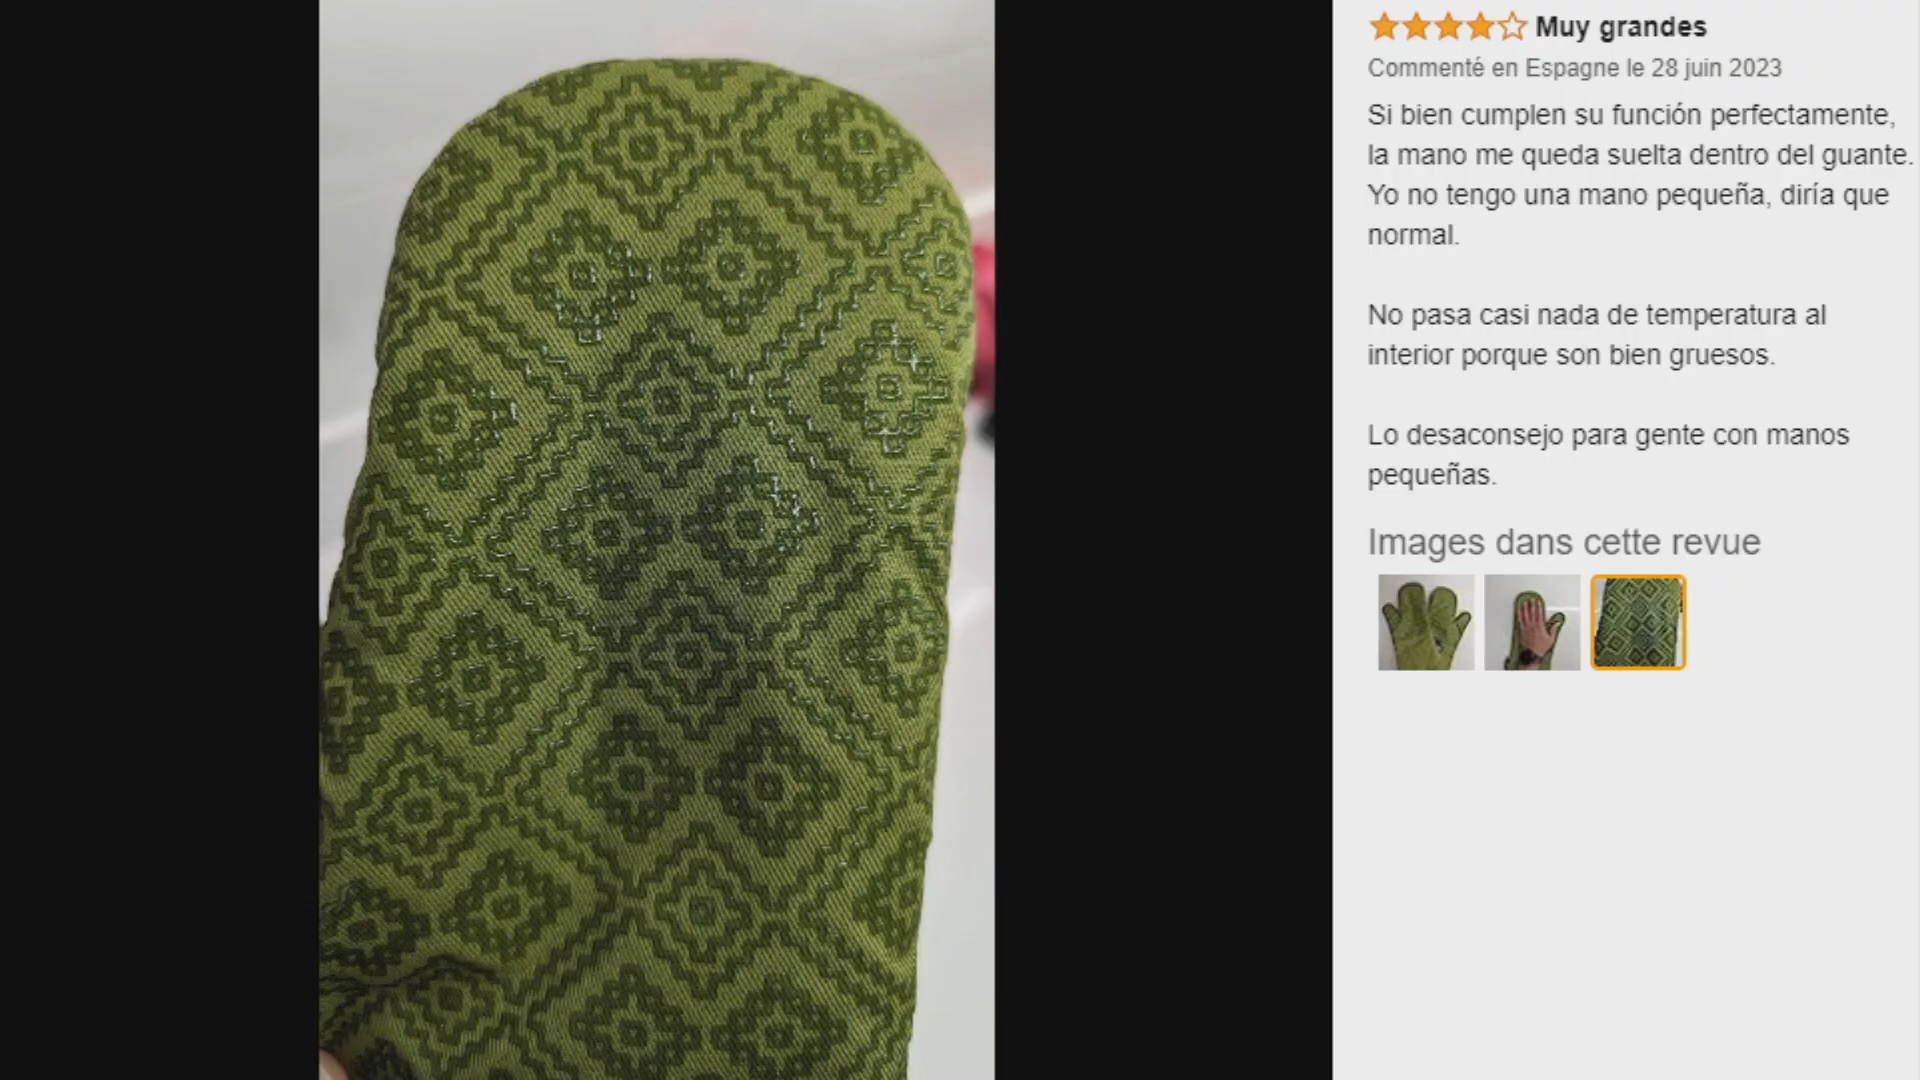 Muy grandes
Commenté en Espagne le 28 juin 2023
Si bien cumplen su función perfectamente,
la mano me queda suelta dentro del guante.
Yo no tengo una mano pequeña, diría que
normal.
No pasa casi nada de temperatura al
interior porque son bien gruesos.
Lo desaconsejo para gente con manos
pequeñas.
Images dans cette revue